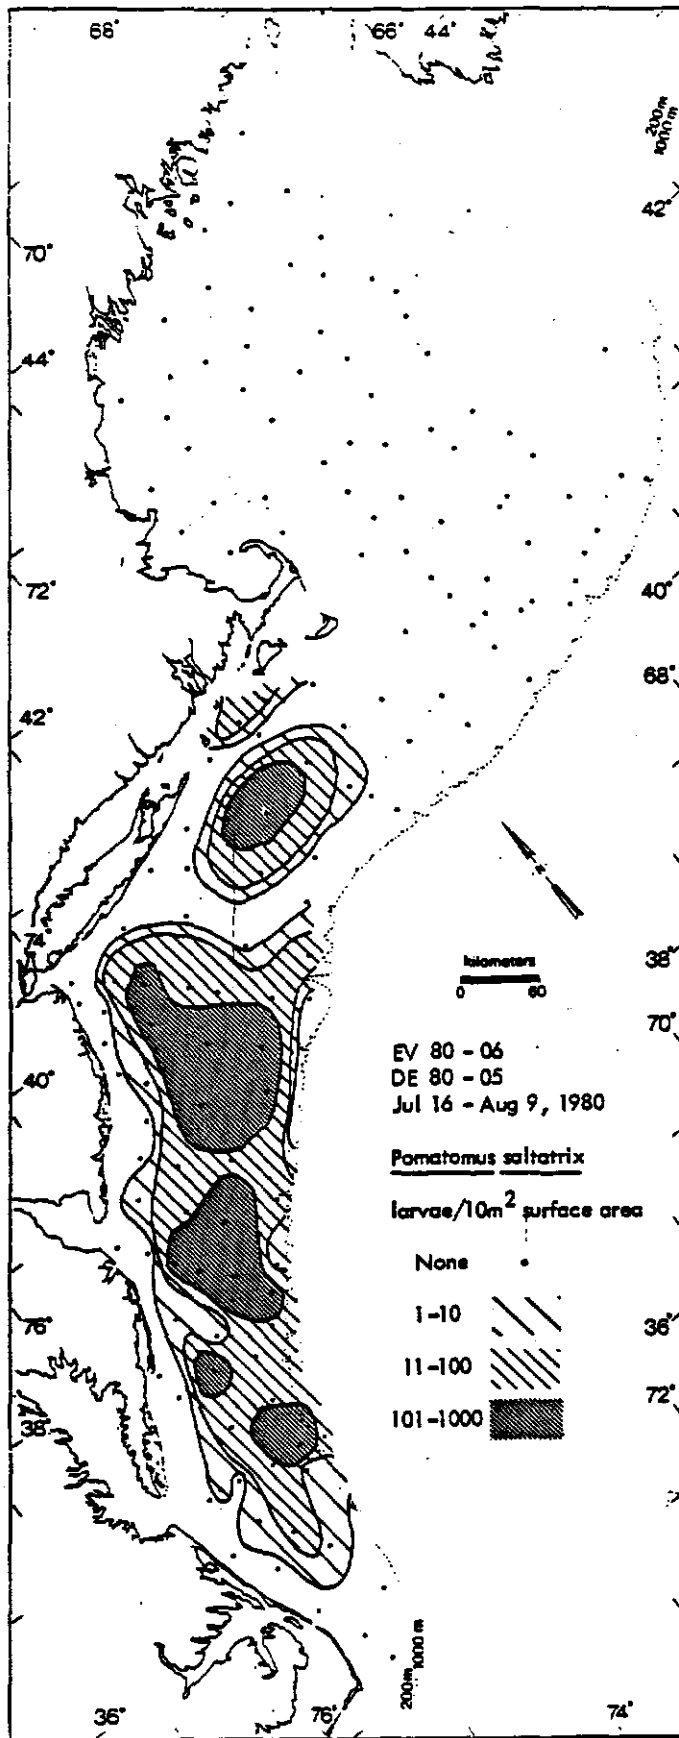 68°
66°
44°
200m
1000m
42°
70°
44°
72°
40°
68°
42°
74°
38°
kilometers
0 60
70°
40°
EV 80 - 06
DE 80 - 05
Jul 16 - Aug 9, 1980
Pomatomus saltatrix
larvae/10m² surface area
None
1-10
76°
36°
11-100
72°
101-1000
38°
200m
1000 m
36°
76°
74°